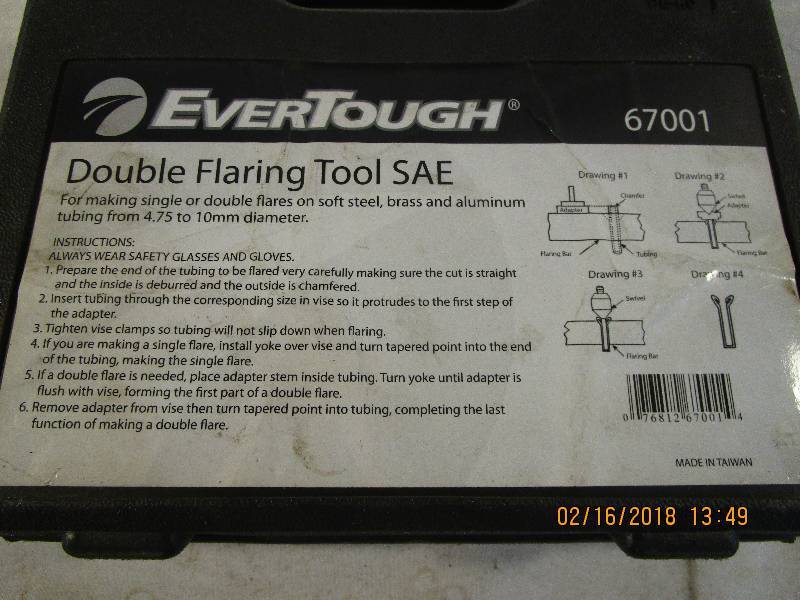 EVERTOUGH®
67001
Double Flaring Tool SAE
For making single or double flares on soft steel, brass and aluminum
tubing from 4.75 to 10mm diameter.
INSTRUCTIONS:
ALWAYS WEAR SAFETY GLASSES AND GLOVES.
1. Prepare the end of the tubing to be flared very carefully making sure the cut is straight
and the inside is deburred and the outside is chamfered.
2. Insert tubing through the corresponding size in vise so it protrudes to the first step of
the adapter.
3. Tighten vise clamps so tubing will not slip down when flaring.
4. If you are making a single flare, install yoke over vise and turn tapered point into the end
of the tubing, making the single flare.
5. If a double flare is needed, place adapter stem inside tubing. Turn yoke until adapter is
flush with vise, forming the first part of a double flare.
6. Remove adapter from vise then turn tapered point into tubing, completing the last
function of making a double flare.
Drawing #1
Chamfer
Adapter
Flaring Bar
Tubing
Drawing #2
Swivel
Adapter
Flaring Bar
Drawing #3
Swivel
Flaring Bar
Drawing #4
0 76812 67001 4
MADE IN TAIWAN
02/16/2018 13:49